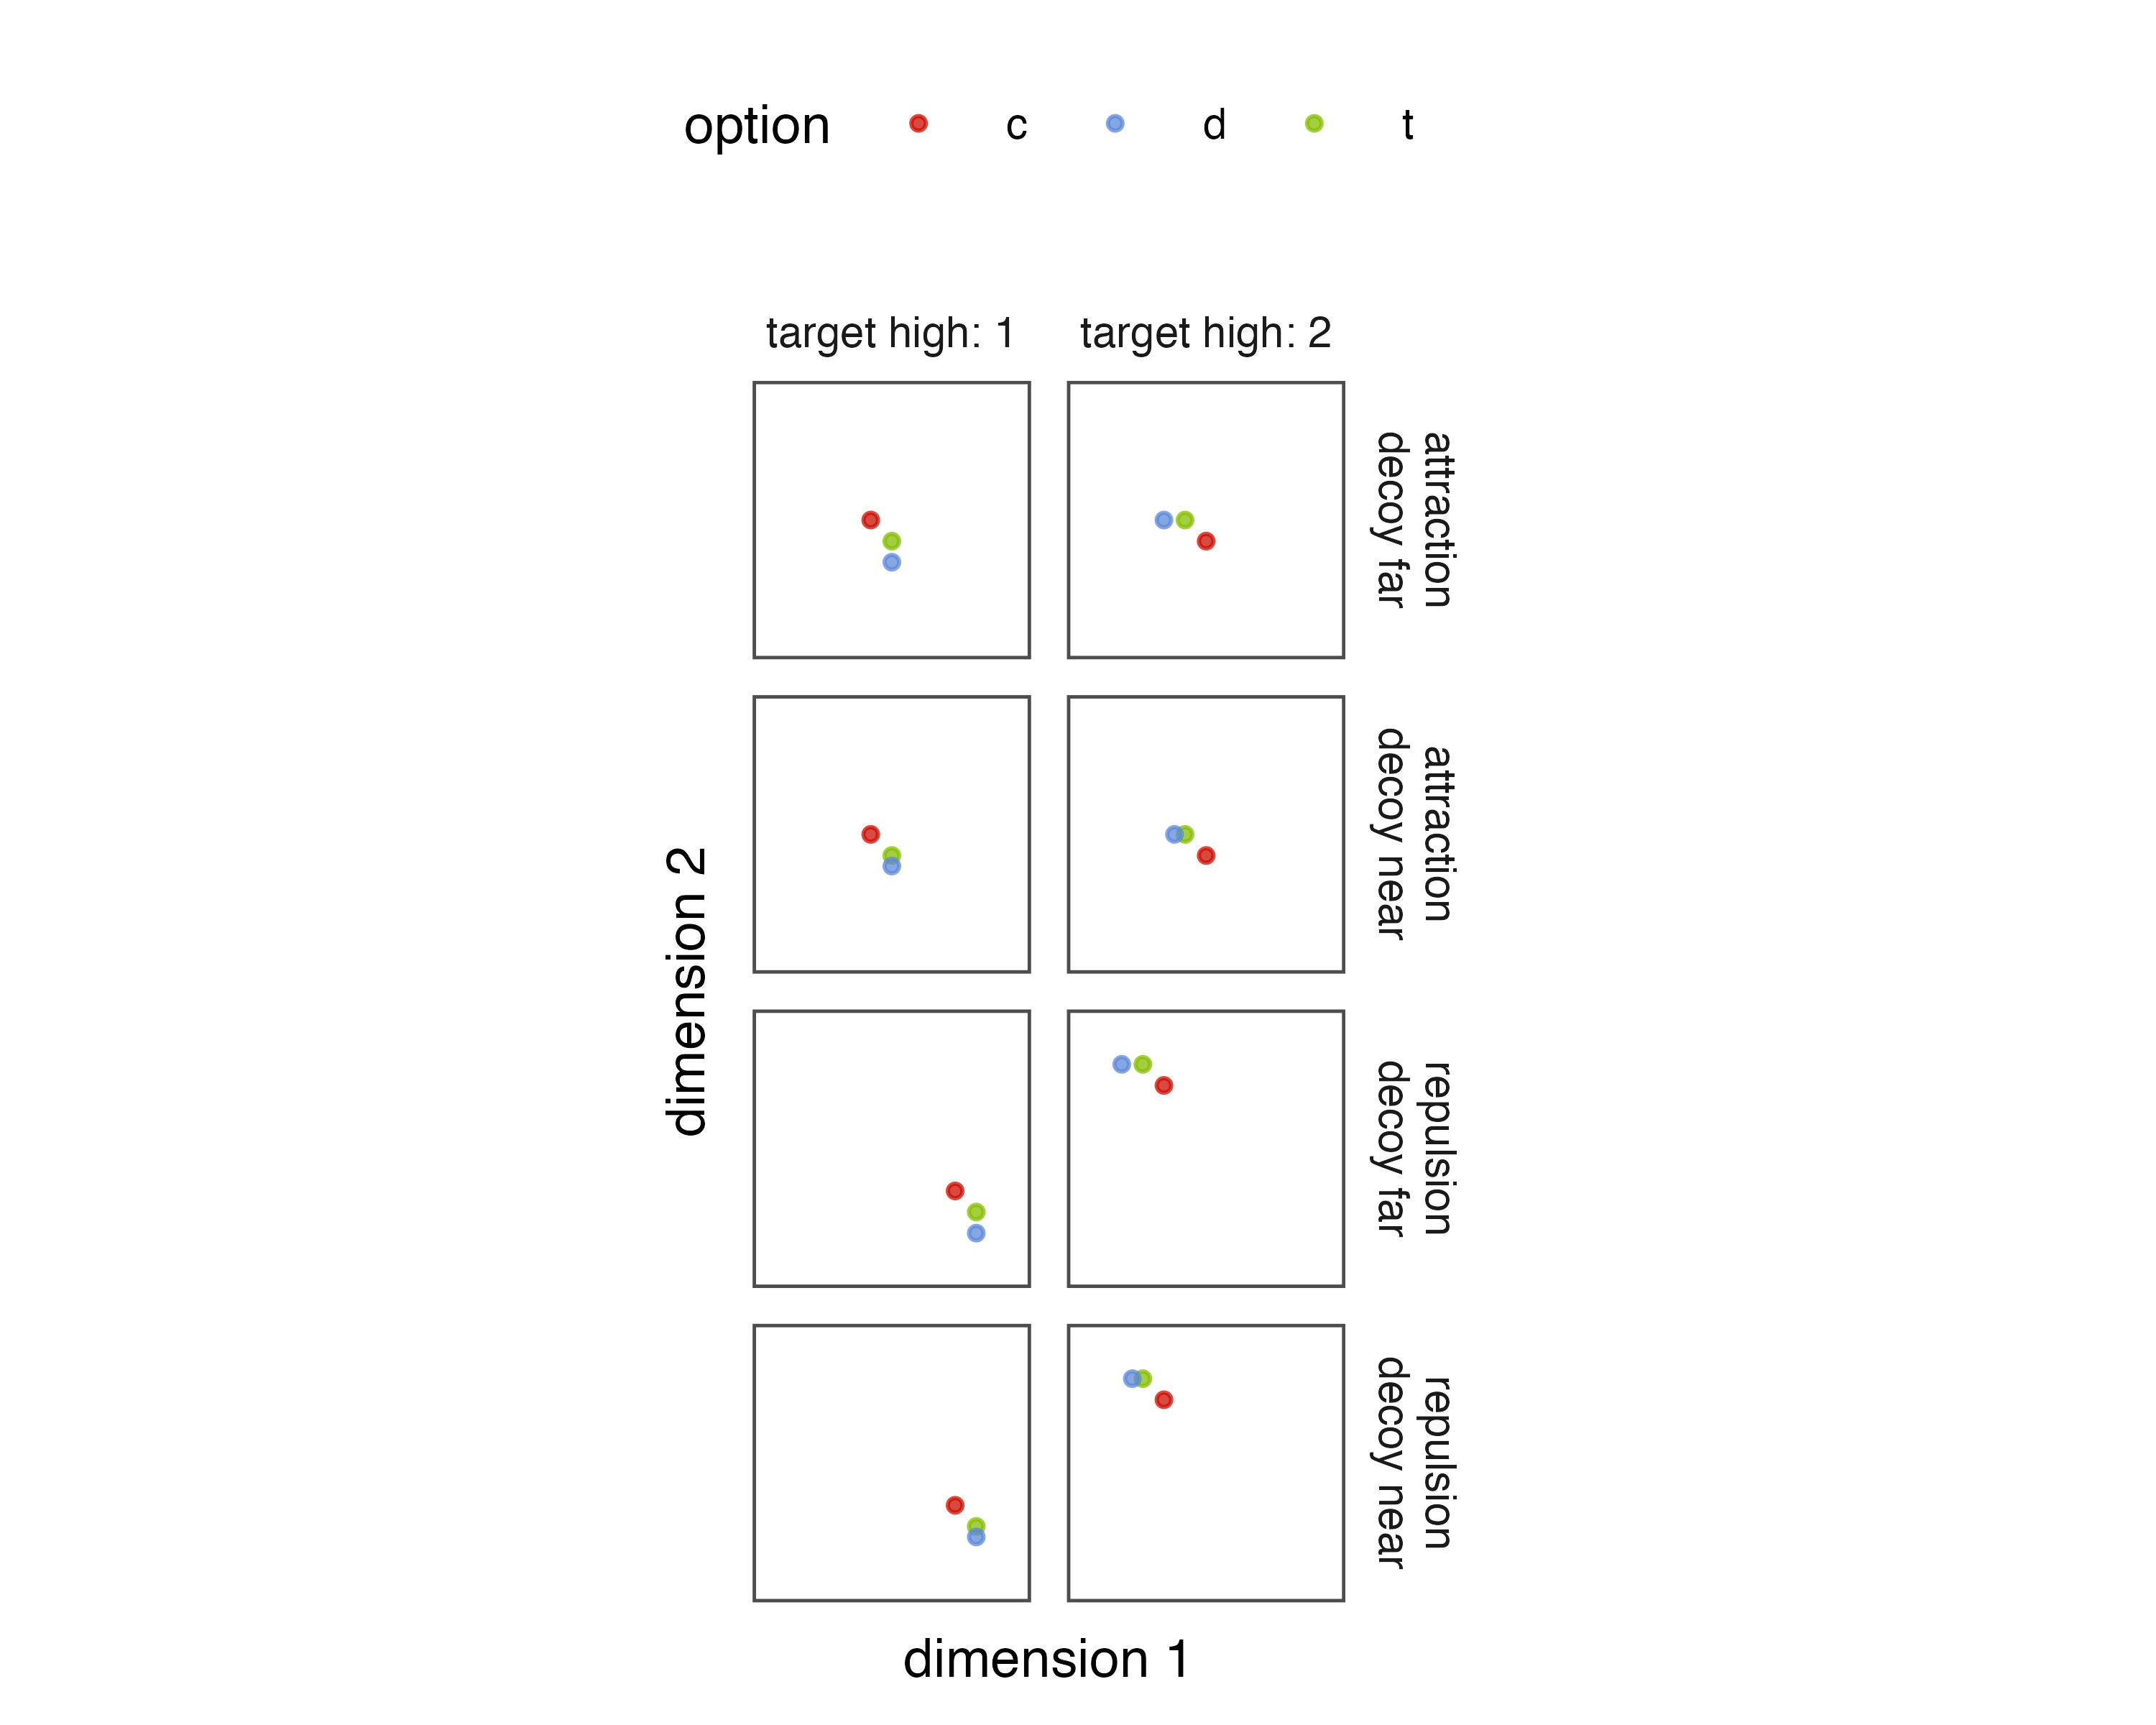 option c d t
target high: 1 target high: 2
attraction
decoy far
attraction
decoy near
repulsion
decoy far
repulsion
decoy near
dimension 2
dimension 1